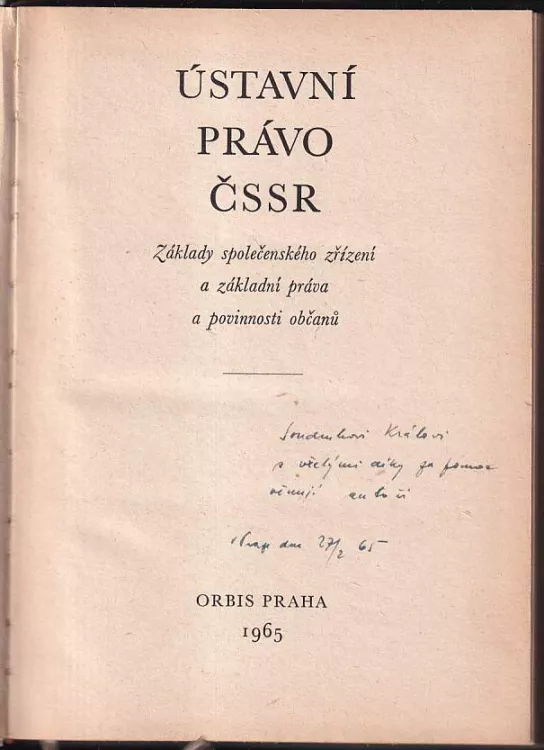 ÚSTAVNÍ
PRÁVO
ČSSR
Základy společenského zřízení
a základní práva
a povinnosti občanů
Soudruhovi Královi
s vřelými díky za pomoc
věnují autoři
V Praze dne 27/2 65
ORBIS PRAHA
1965